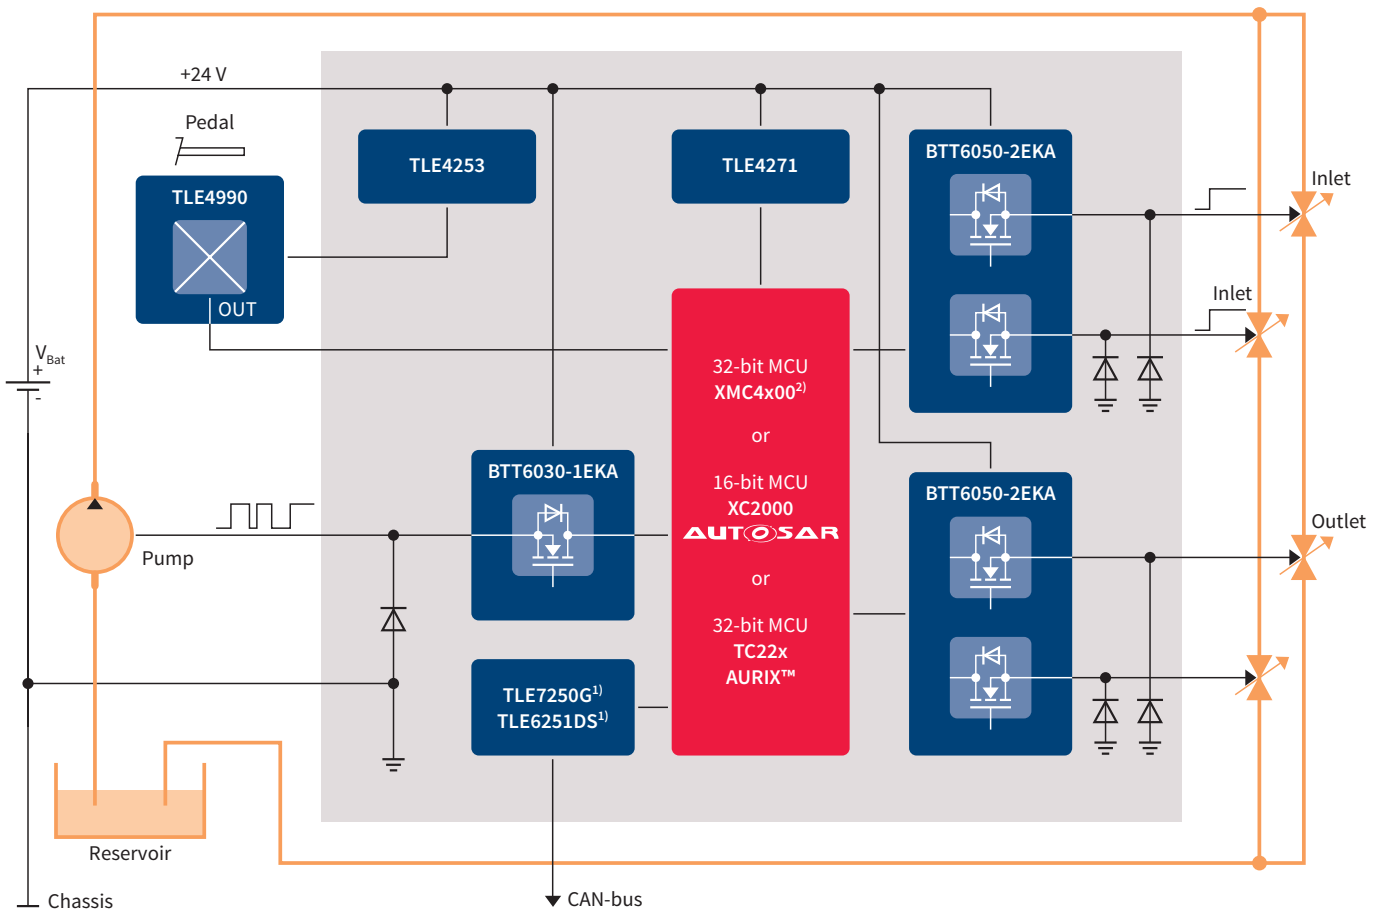 +24 V
Pedal
TLE4990
OUT
TLE4253
TLE4271
BTT6050-2EKA
Inlet
Inlet
VBat
+
-
32-bit MCU
XMC4x00²⁾
or
16-bit MCU
XC2000
AUTOSAR
or
32-bit MCU
TC22x
AURIX™
BTT6030-1EKA
BTT6050-2EKA
Outlet
Pump
TLE7250G¹⁾
TLE6251DS¹⁾
Reservoir
Chassis
CAN-bus